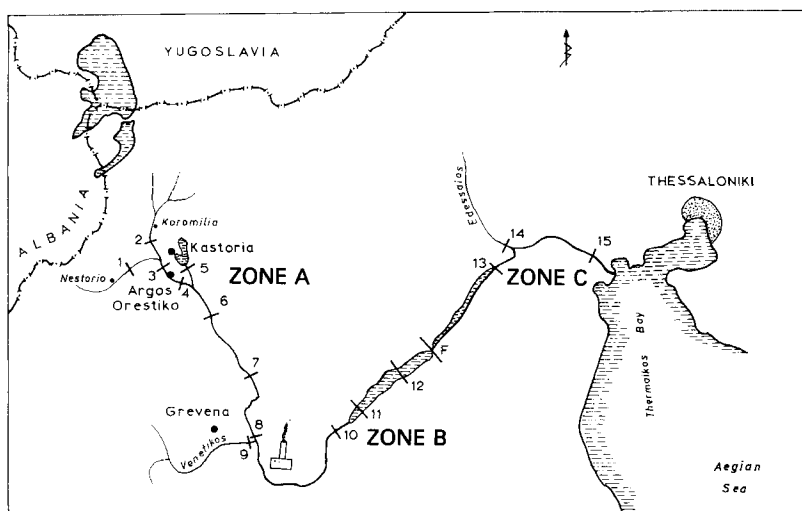 YUGOSLAVIA
ALBANIA
THESSALONIKI
Edessaios
Koromilia
Kastoria
Nestorio
Argos
Orestiko
ZONE A
1
2
3
4
5
6
7
Grevena
8
9
Venetikos
10
11
12
F
ZONE B
13
14
15
ZONE C
Thermaikos Bay
Aegian
Sea